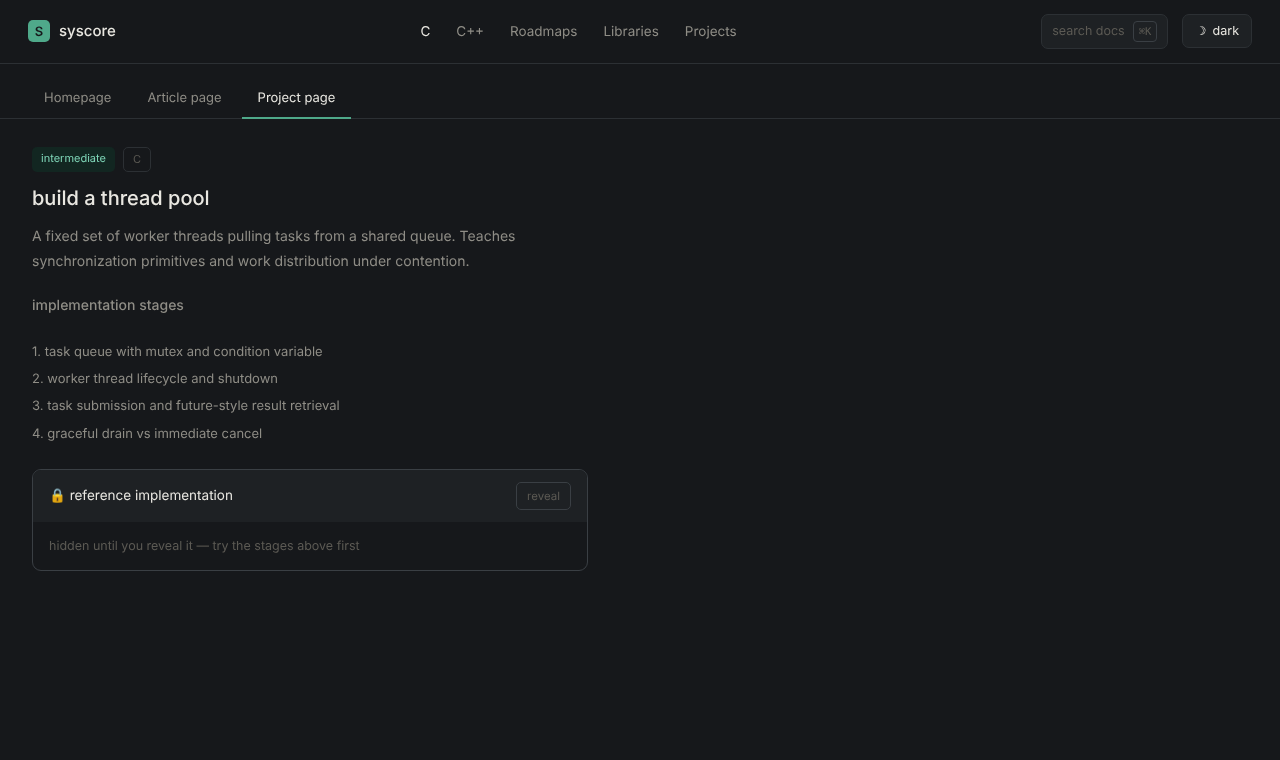 S syscore
C C++ Roadmaps Libraries Projects
search docs ⌘K
☽ dark
Homepage Article page Project page
intermediate C
build a thread pool
A fixed set of worker threads pulling tasks from a shared queue. Teaches
synchronization primitives and work distribution under contention.
implementation stages
1. task queue with mutex and condition variable
2. worker thread lifecycle and shutdown
3. task submission and future-style result retrieval
4. graceful drain vs immediate cancel
🔒 reference implementation reveal
hidden until you reveal it — try the stages above first